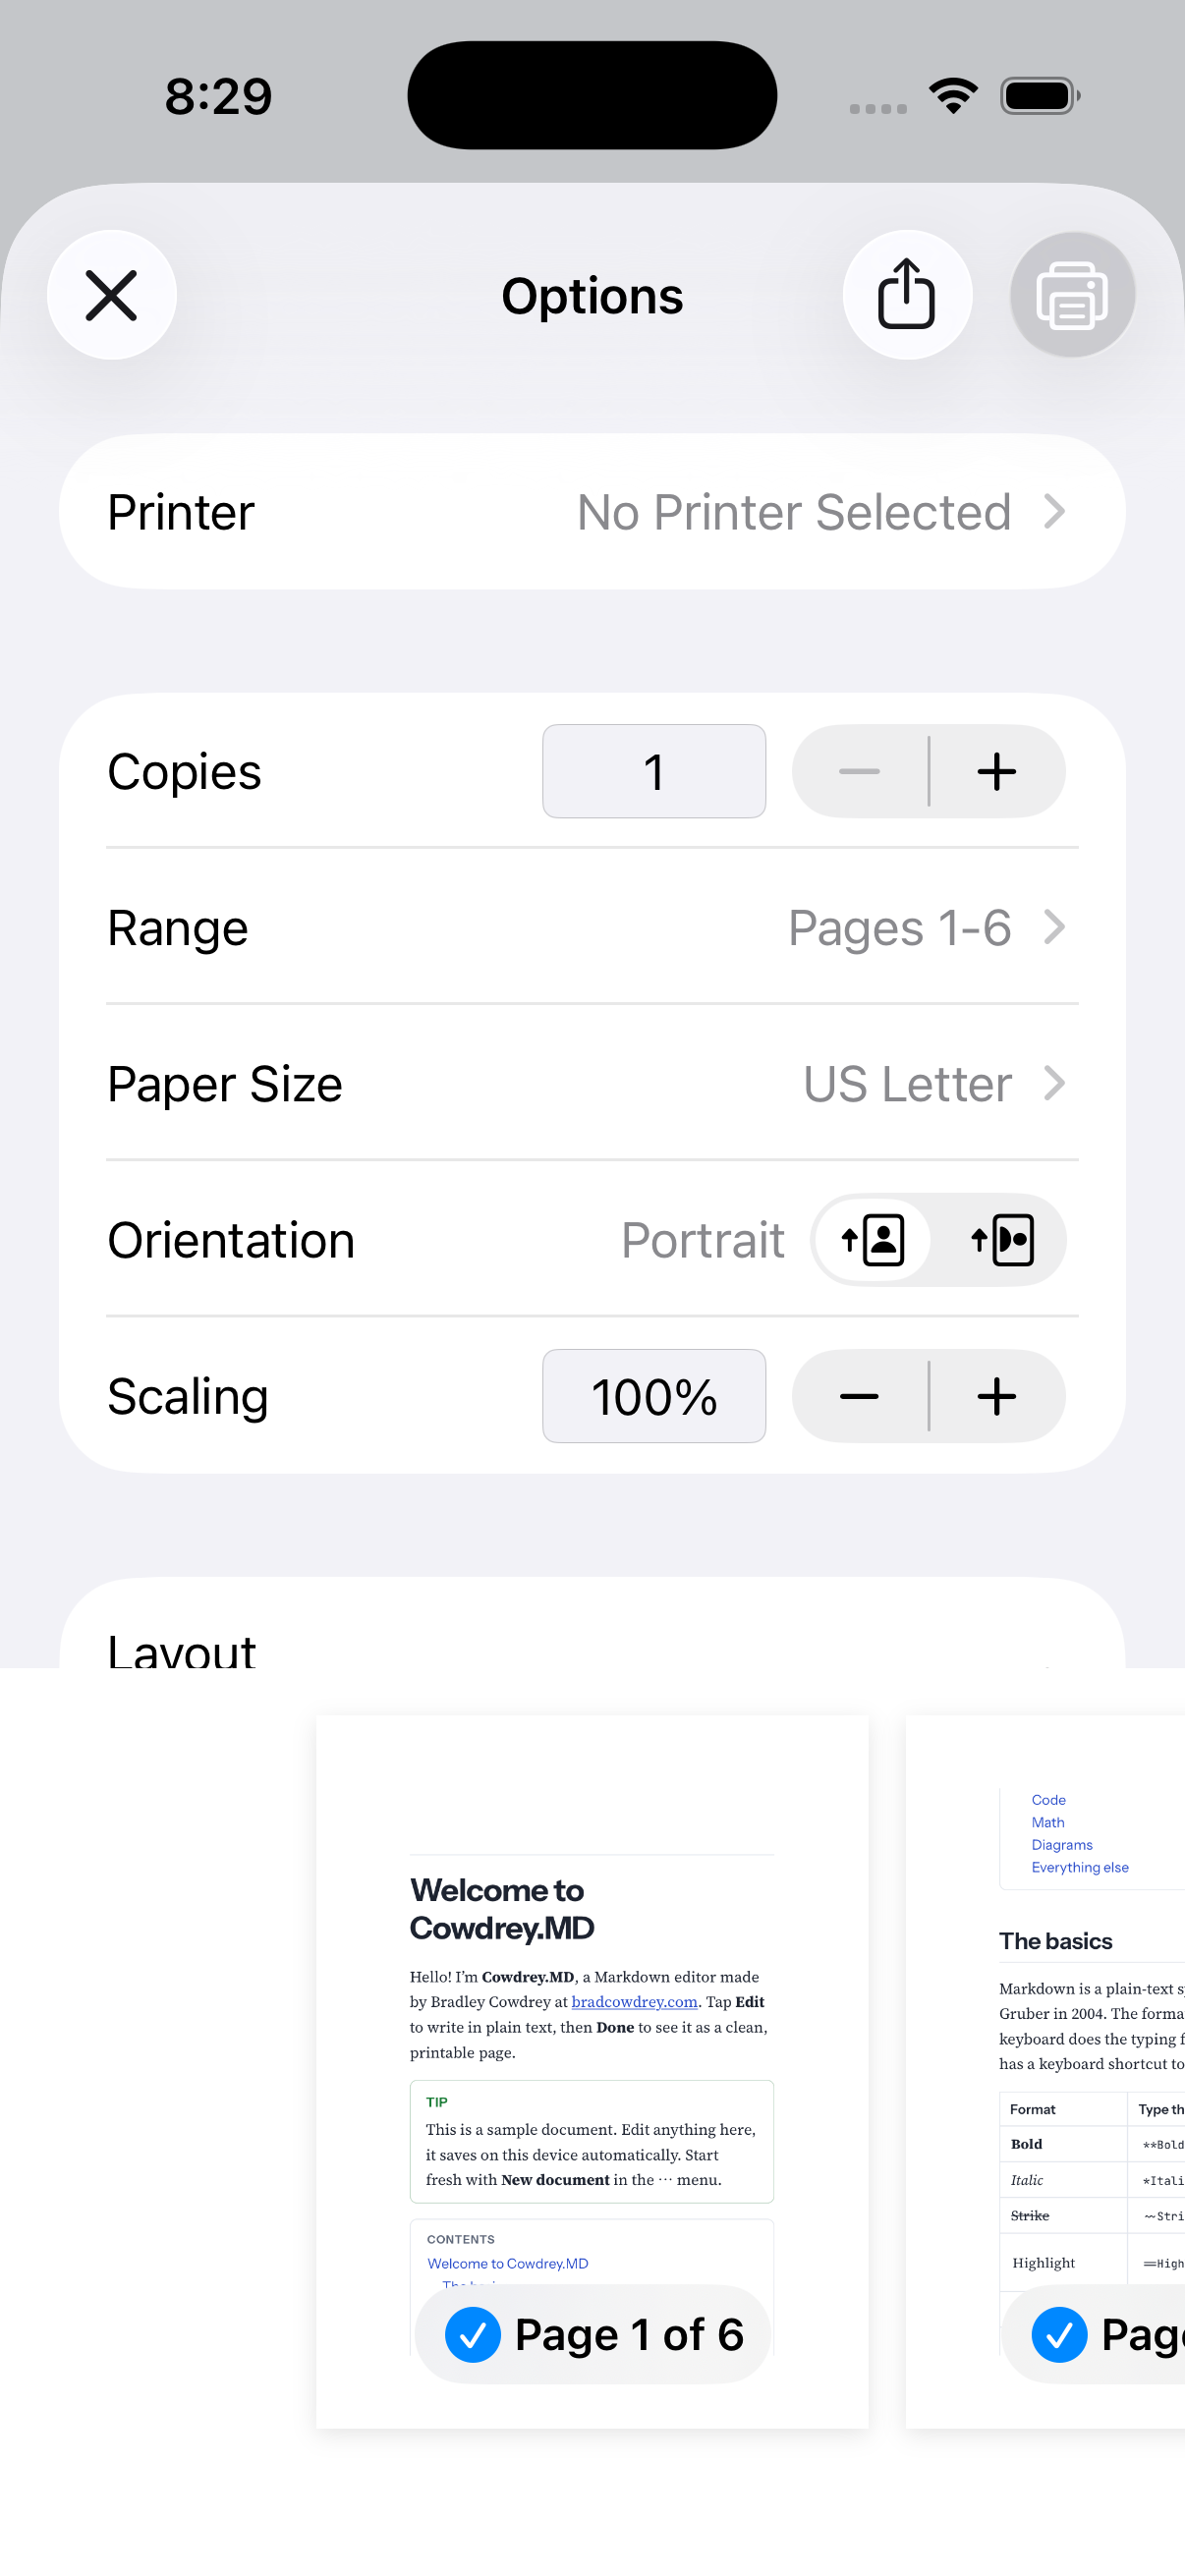 8:29
Options
Printer
No Printer Selected
Copies
1
Range
Pages 1-6
Paper Size
US Letter
Orientation
Portrait
Scaling
100%
Layout
Welcome to
Cowdrey.MD
Hello! I’m Cowdrey.MD, a Markdown editor made
by Bradley Cowdrey at bradcowdrey.com. Tap Edit
to write in plain text, then Done to see it as a clean,
printable page.
TIP
This is a sample document. Edit anything here,
it saves on this device automatically. Start
fresh with New document in the ··· menu.
CONTENTS
Welcome to Cowdrey.MD
Page 1 of 6
Code
Math
Diagrams
Everything else
The basics
Markdown is a plain-text
Gruber in 2004. The
keyboard does the typing
has a keyboard shortcut to
Format
Type
Bold
**Bold
Italic
*Itali
Strike
~~Stri
Highlight
==High